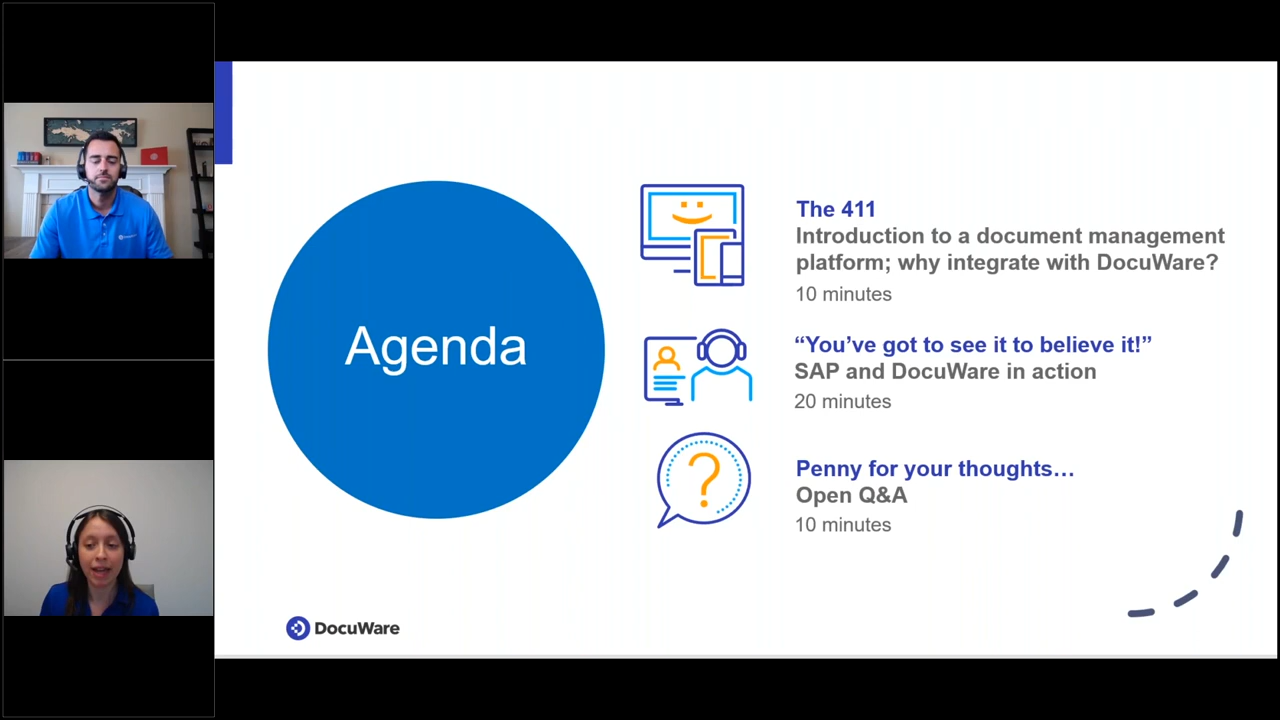 Agenda
The 411
Introduction to a document management
platform; why integrate with DocuWare?
10 minutes
“You’ve got to see it to believe it!”
SAP and DocuWare in action
20 minutes
Penny for your thoughts…
Open Q&A
10 minutes
DocuWare